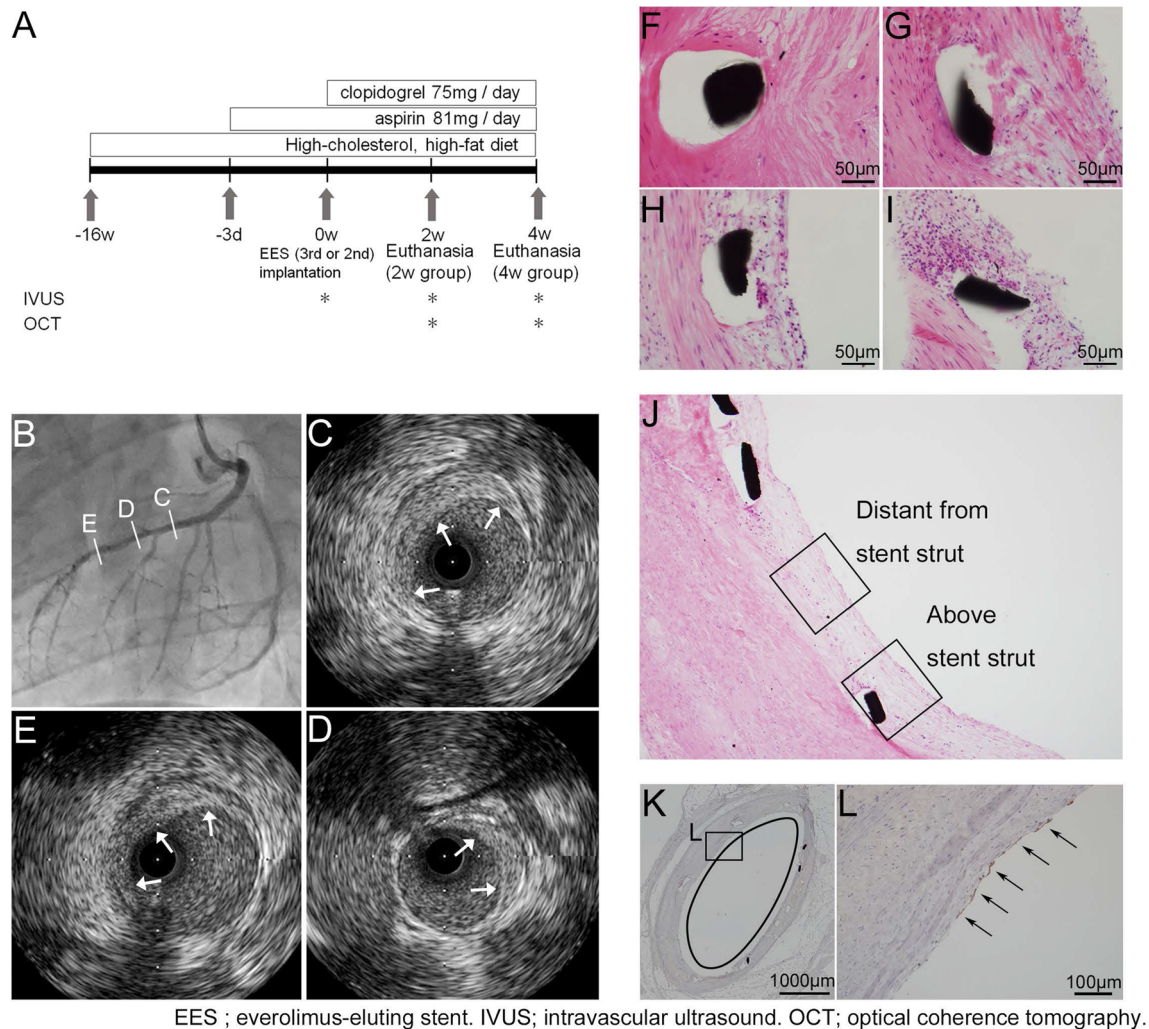 A
clopidogrel 75mg / day
aspirin 81mg / day
High-cholesterol, high-fat diet
-16w
-3d
0w
2w
4w
EES (3rd or 2nd)
implantation
Euthanasia
(2w group)
Euthanasia
(4w group)
IVUS
*
*
*
OCT
*
*
B
C
D
E
C
E
D
F
50μm
G
50μm
H
50μm
I
50μm
J
Distant from
stent strut
Above
stent strut
K
L
1000μm
L
100μm
EES ; everolimus-eluting stent. IVUS; intravascular ultrasound. OCT; optical coherence tomography.